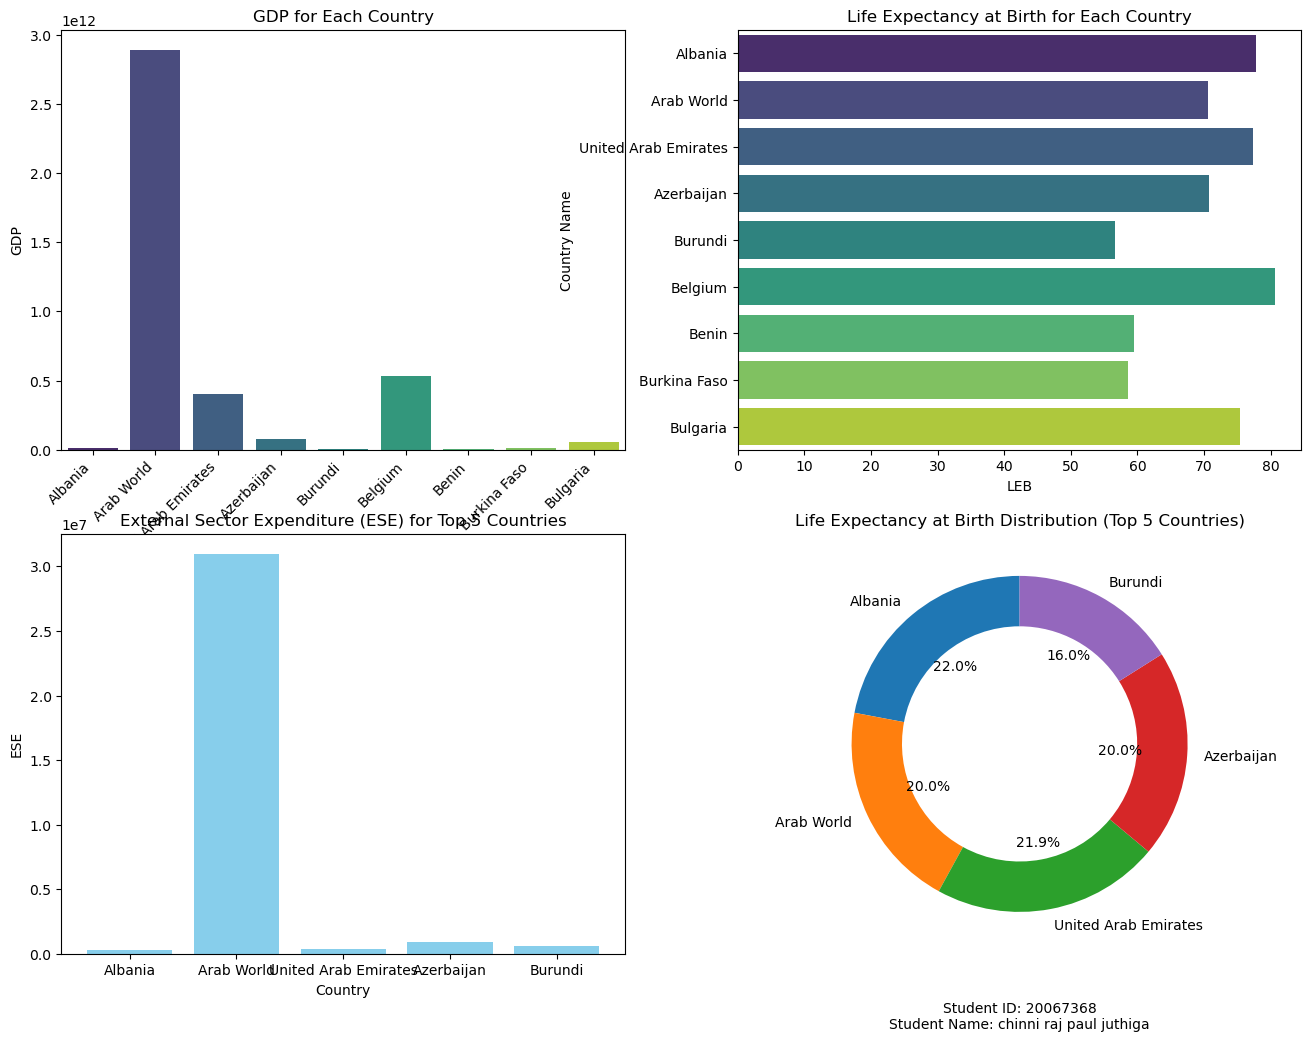 GDP for Each Country
1e12
3.0
2.5
2.0
1.5
1.0
0.5
0.0
GDP
Albania
Arab World
Arab Emirates
Azerbaijan
Burundi
Belgium
Benin
Burkina Faso
Bulgaria
Life Expectancy at Birth for Each Country
Country Name
Albania
Arab World
United Arab Emirates
Azerbaijan
Burundi
Belgium
Benin
Burkina Faso
Bulgaria
0 10 20 30 40 50 60 70 80
LEB
External Sector Expenditure (ESE) for Top 5 Countries
1e7
3.0
2.5
2.0
1.5
1.0
0.5
0.0
ESE
Albania Arab World United Arab Emirates Azerbaijan Burundi
Country
Life Expectancy at Birth Distribution (Top 5 Countries)
Burundi
Albania
16.0%
22.0%
20.0%
Azerbaijan
20.0%
Arab World
21.9%
United Arab Emirates
Student ID: 20067368
Student Name: chinni raj paul juthiga